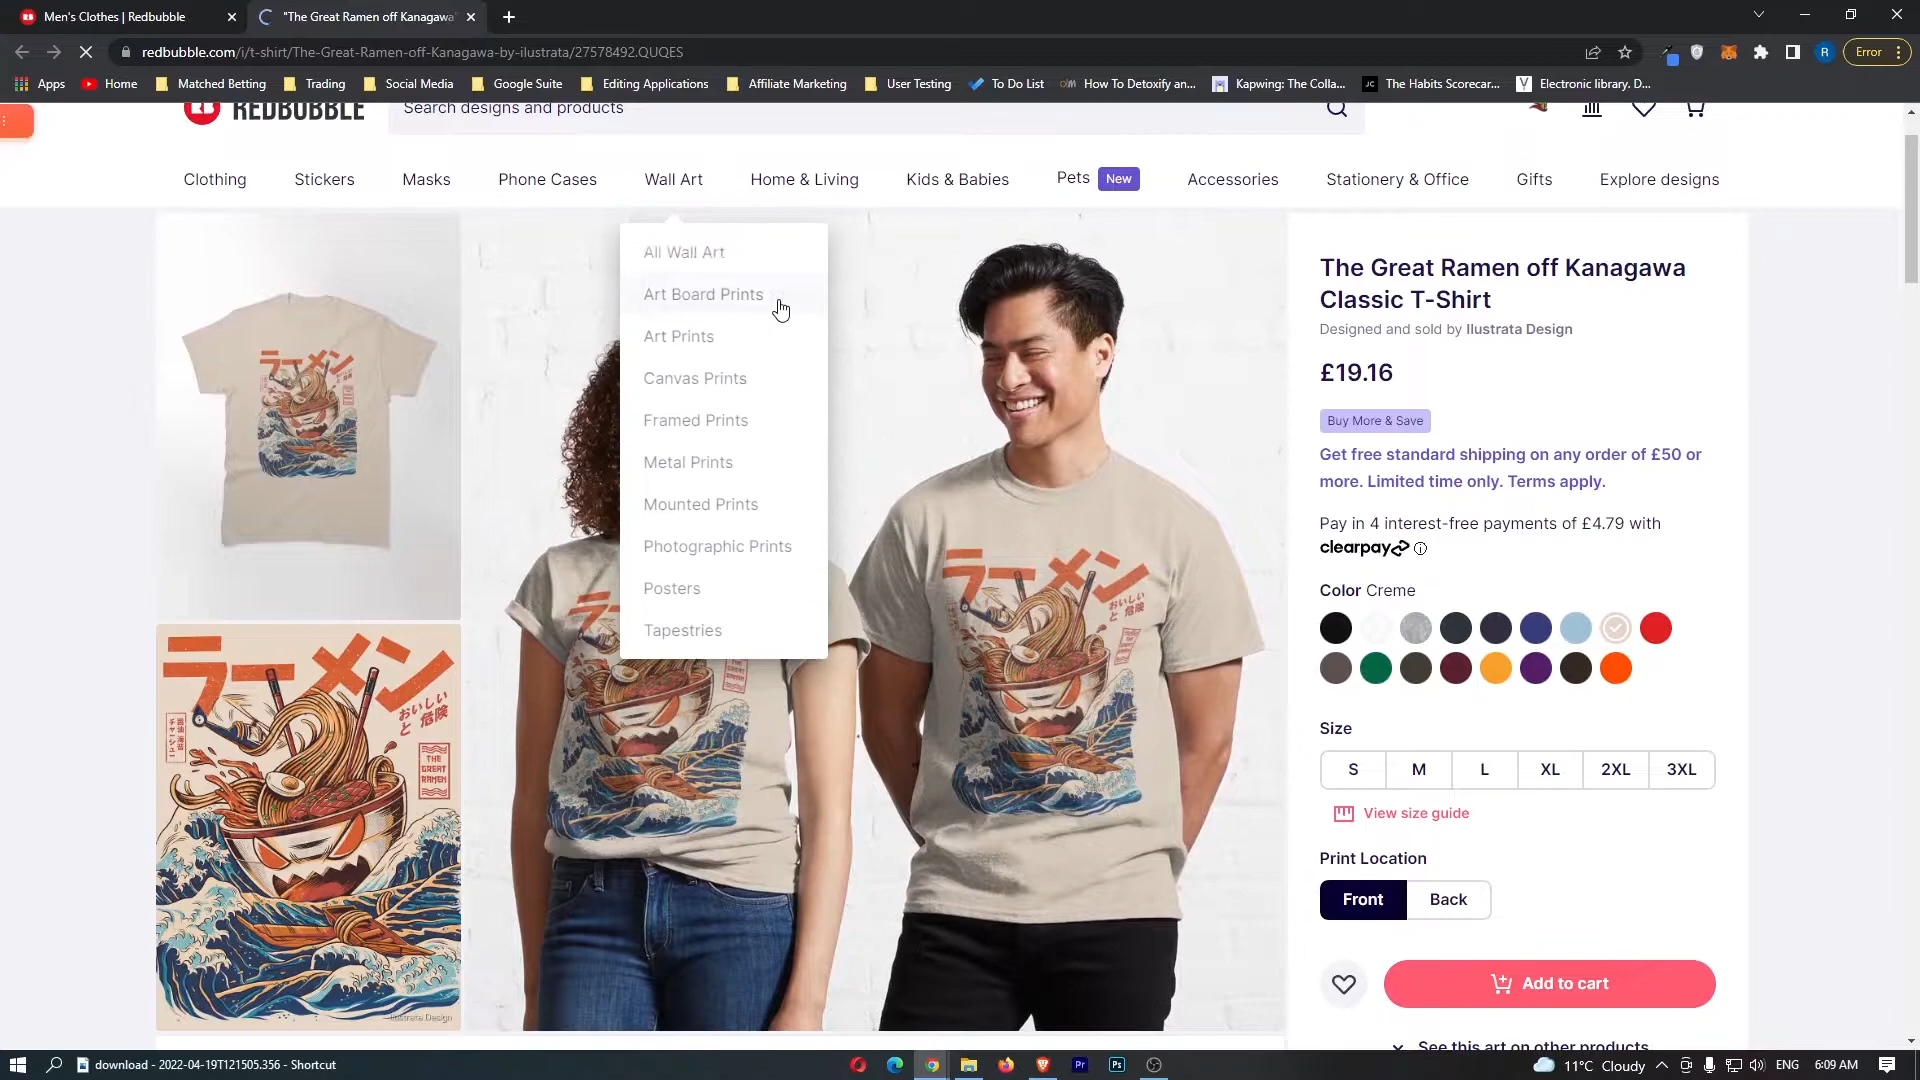 Men's Clothes | Redbubble
"The Great Ramen off Kanagawa"
redbubble.com/i/t-shirt/The-Great-Ramen-off-Kanagawa-by-ilustrata/27578492.QUQES
R
Error
Apps
Home
Matched Betting
Trading
Social Media
Google Suite
Editing Applications
Affiliate Marketing
User Testing
To Do List
How To Detoxify an...
Kapwing: The Colla...
The Habits Scorecar...
Electronic library. D...
REDBUBBLE
Search designs and products
Clothing
Stickers
Masks
Phone Cases
Wall Art
Home & Living
Kids & Babies
Pets New
Accessories
Stationery & Office
Gifts
Explore designs
All Wall Art
Art Board Prints
Art Prints
Canvas Prints
Framed Prints
Metal Prints
Mounted Prints
Photographic Prints
Posters
Tapestries
ラーメン
おいしい
と危険
THE
GREAT
RAMEN
Ilustrata Design
The Great Ramen off Kanagawa
Classic T-Shirt
Designed and sold by Ilustrata Design
£19.16
Buy More & Save
Get free standard shipping on any order of £50 or
more. Limited time only. Terms apply.
Pay in 4 interest-free payments of £4.79 with
clearpay
Color Creme
Size
S
M
L
XL
2XL
3XL
View size guide
Print Location
Front
Back
Add to cart
See this art on other products
download - 2022-04-19T121505.356 - Shortcut
Pr
Ps
11°C Cloudy
ENG
6:09 AM